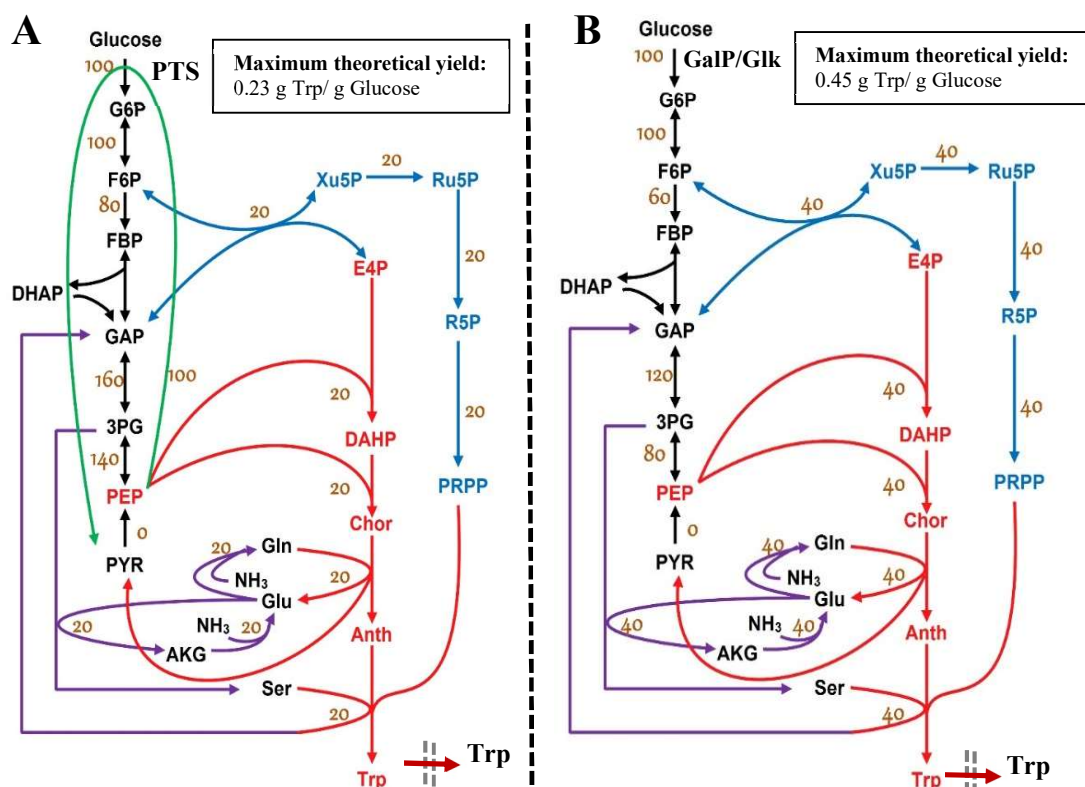 A
Glucose
100
PTS
Maximum theoretical yield:
0.23 g Trp/ g Glucose
G6P
100
F6P
80
20
Xu5P
20
Ru5P
FBP
20
DHAP
E4P
GAP
R5P
160
100
20
20
3PG
DAHP
140
20
PEP
PRPP
0
Chor
PYR
20
Gln
20
NH3
Glu
20
NH3
20
Anth
AKG
Ser
20
Trp
Trp
B
Glucose
100
GalP/Glk
Maximum theoretical yield:
0.45 g Trp/ g Glucose
G6P
100
F6P
60
40
Xu5P
40
Ru5P
FBP
40
DHAP
E4P
GAP
R5P
120
40
40
3PG
DAHP
80
40
PEP
PRPP
0
Chor
PYR
40
Gln
40
NH3
Glu
40
NH3
40
Anth
AKG
Ser
40
Trp
Trp